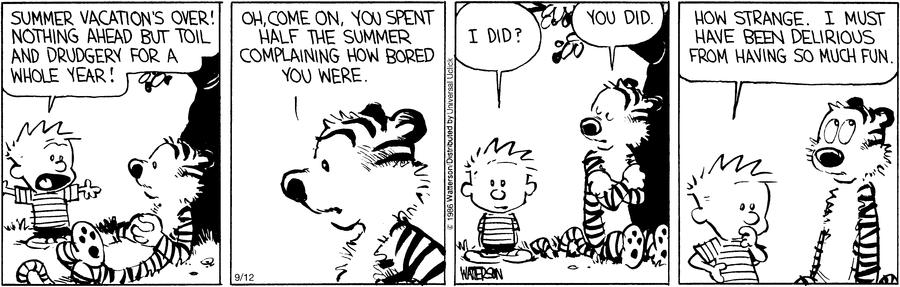 SUMMER VACATION'S OVER!
NOTHING AHEAD BUT TOIL
AND DRUDGERY FOR A
WHOLE YEAR!
OH, COME ON, YOU SPENT
HALF THE SUMMER
COMPLAINING HOW BORED
YOU WERE.
9/12
© 1986 Watterson/Distributed by Universal Uclick
I DID?
YOU DID.
WATTERSON
HOW STRANGE. I MUST
HAVE BEEN DELIRIOUS
FROM HAVING SO MUCH FUN.